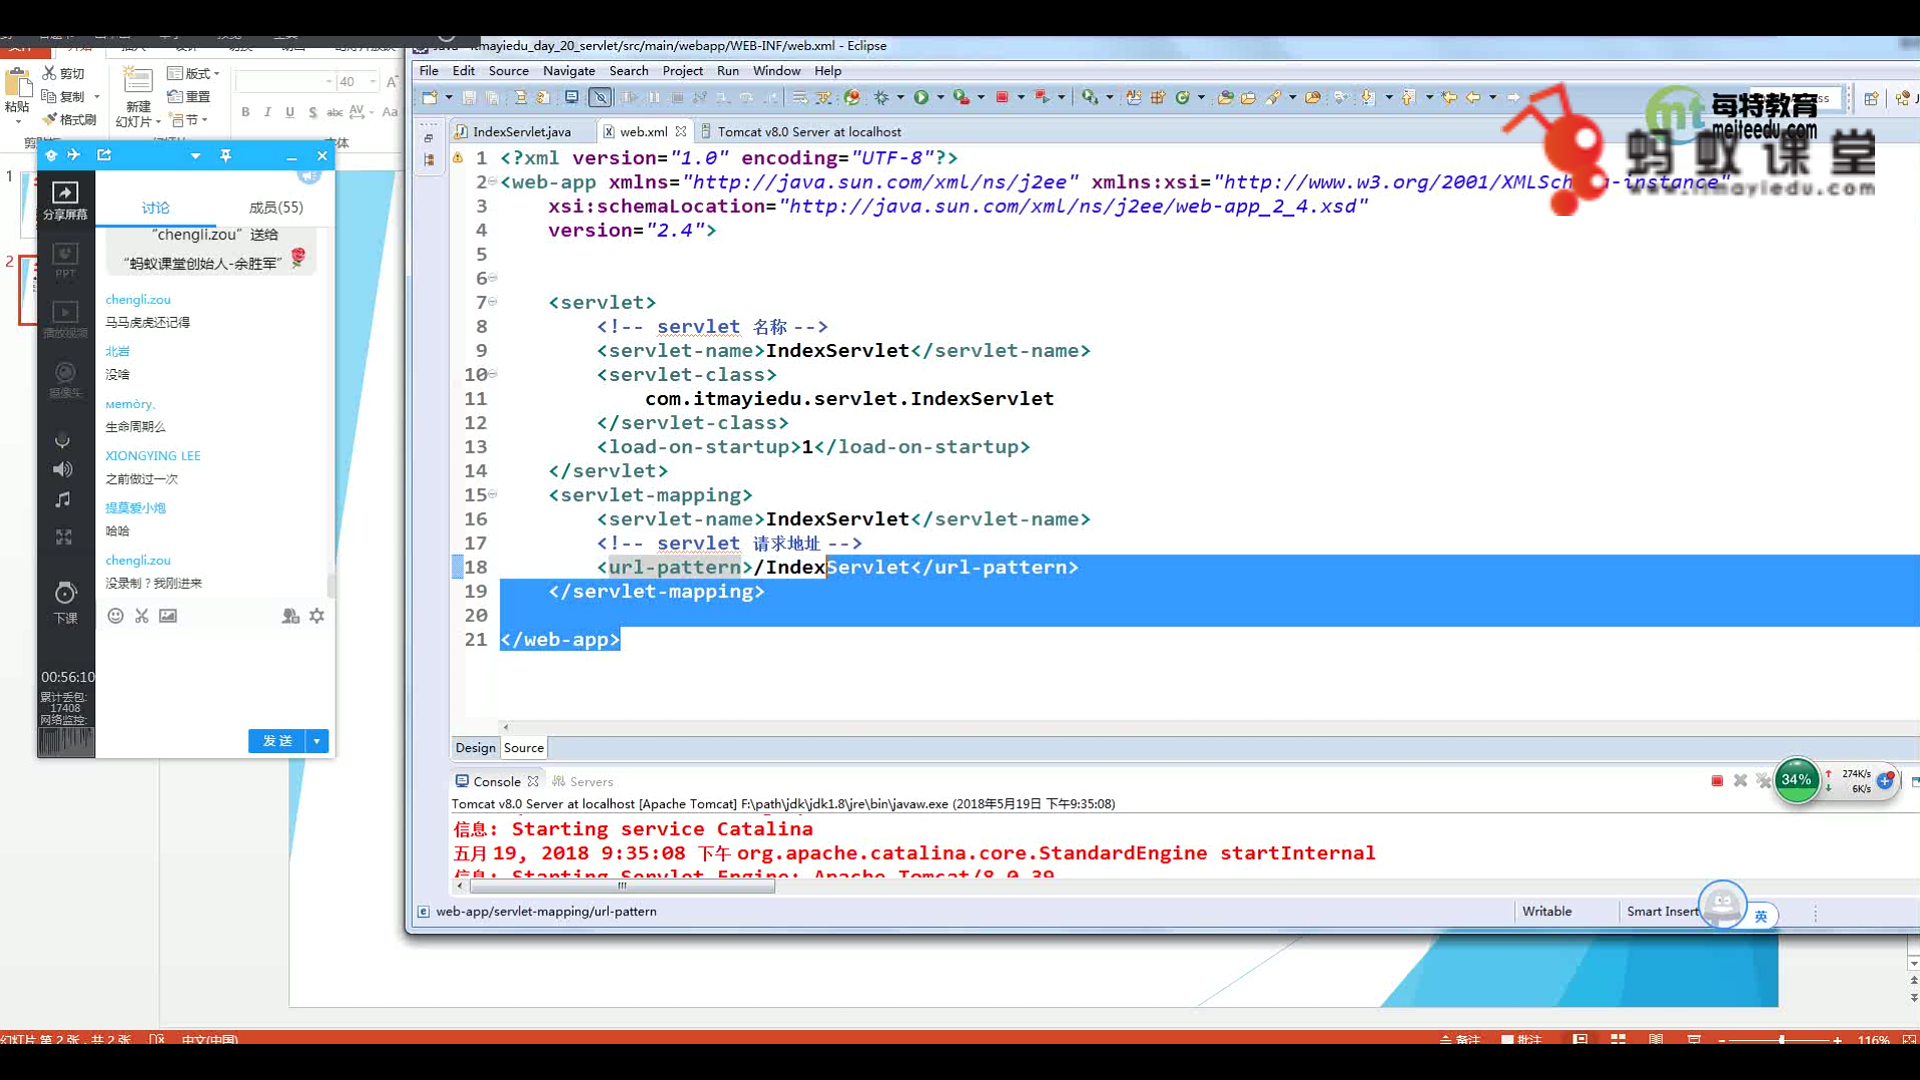 itmayiedu_day_20_servlet/src/main/webapp/WEB-INF/web.xml - Eclipse
File Edit Source Navigate Search Project Run Window Help
剪切
复制
格式刷
粘贴
新建
幻灯片
版式
重置
节
40
B I U S abc AV Aa
IndexServlet.java
web.xml
Tomcat v8.0 Server at localhost
每特教育
meiteedu.com
蚂蚁课堂
www.itmayiedu.com
1 <?xml version="1.0" encoding="UTF-8"?>
2 <web-app xmlns="http://java.sun.com/xml/ns/j2ee" xmlns:xsi="http://www.w3.org/2001/XMLSch -instance"
3 xsi:schemaLocation="http://java.sun.com/xml/ns/j2ee/web-app_2_4.xsd"
4 version="2.4">
5
6
7 <servlet>
8 <!-- servlet 名称 -->
9 <servlet-name>IndexServlet</servlet-name>
10 <servlet-class>
11 com.itmayiedu.servlet.IndexServlet
12 </servlet-class>
13 <load-on-startup>1</load-on-startup>
14 </servlet>
15 <servlet-mapping>
16 <servlet-name>IndexServlet</servlet-name>
17 <!-- servlet 请求地址 -->
18 <url-pattern>/IndexServlet</url-pattern>
19 </servlet-mapping>
20
21 </web-app>
Design Source
Console Servers
Tomcat v8.0 Server at localhost [Apache Tomcat] F:\path\jdk\jdk1.8\jre\bin\javaw.exe (2018年5月19日 下午9:35:08)
信息: Starting service Catalina
五月 19, 2018 9:35:08 下午 org.apache.catalina.core.StandardEngine startInternal
信息: Starting Servlet Engine: Apache Tomcat/8.0.39
web-app/servlet-mapping/url-pattern
Writable
Smart Insert
英
34%
274K/s
6K/s
1
2
分享屏幕
PPT
播放视频
摄像头
下课
00:56:10
累计丢包:
17408
网络监控:
讨论
成员(55)
“chengli.zou” 送给
“蚂蚁课堂创始人-余胜军”
chengli.zou
马马虎虎还记得
北岩
没啥
мemòry、
生命周期么
XIONGYING LEE
之前做过一次
提莫爱小炮
哈哈
chengli.zou
没录制？我刚进来
发送
幻灯片 第 2 张，共 2 张
中文(中国)
备注
批注
116%